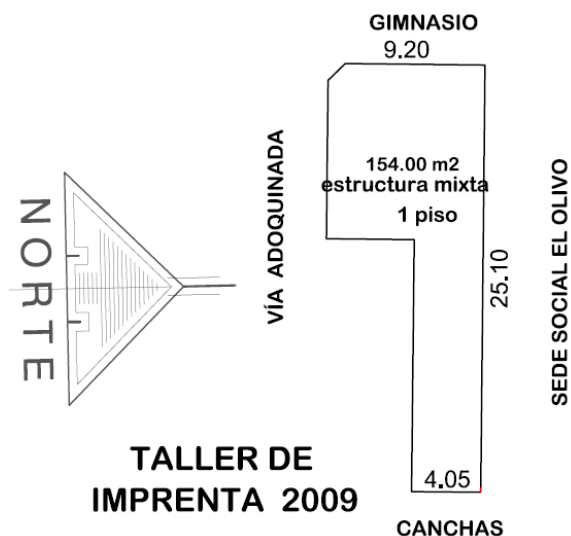 GIMNASIO
9.20
VÍA ADOQUINADA
154.00 m2
estructura mixta
1 piso
NORTE
25.10
SEDE SOCIAL EL OLIVO
TALLER DE
IMPRENTA 2009
4.05
CANCHAS